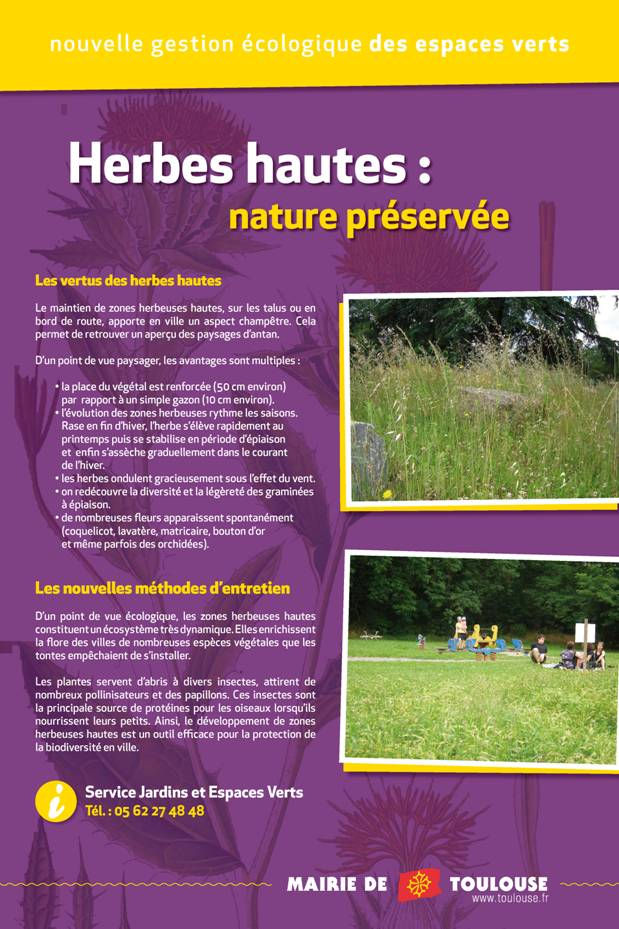 nouvelle gestion écologique des espaces verts
Herbes hautes :
nature préservée
Les vertus des herbes hautes
Le maintien de zones herbeuses hautes, sur les talus ou en
bord de route, apporte en ville un aspect champêtre. Cela
permet de retrouver un aperçu des paysages d'antan.
D'un point de vue paysager, les avantages sont multiples :
• la place du végétal est renforcée (50 cm environ)
par rapport à un simple gazon (10 cm environ).
• l'évolution des zones herbeuses rythme les saisons.
Rase en fin d'hiver, l'herbe s'élève rapidement au
printemps puis se stabilise en période d'épiaison
et enfin s'assèche graduellement dans le courant
de l'hiver.
• les herbes ondulent gracieusement sous l'effet du vent.
• on redécouvre la diversité et la légèreté des graminées
à épiaison.
• de nombreuses fleurs apparaissent spontanément
(coquelicot, lavatère, matricaire, bouton d'or
et même parfois des orchidées).
Les nouvelles méthodes d'entretien
D'un point de vue écologique, les zones herbeuses hautes
constituent un écosystème très dynamique. Elles enrichissent
la flore des villes de nombreuses espèces végétales que les
tontes empêchaient de s'installer.
Les plantes servent d'abris à divers insectes, attirent de
nombreux pollinisateurs et des papillons. Ces insectes sont
la principale source de protéines pour les oiseaux lorsqu'ils
nourrissent leurs petits. Ainsi, le développement de zones
herbeuses hautes est un outil efficace pour la protection de
la biodiversité en ville.
i
Service Jardins et Espaces Verts
Tél. : 05 62 27 48 48
MAIRIE DE TOULOUSE
www.toulouse.fr